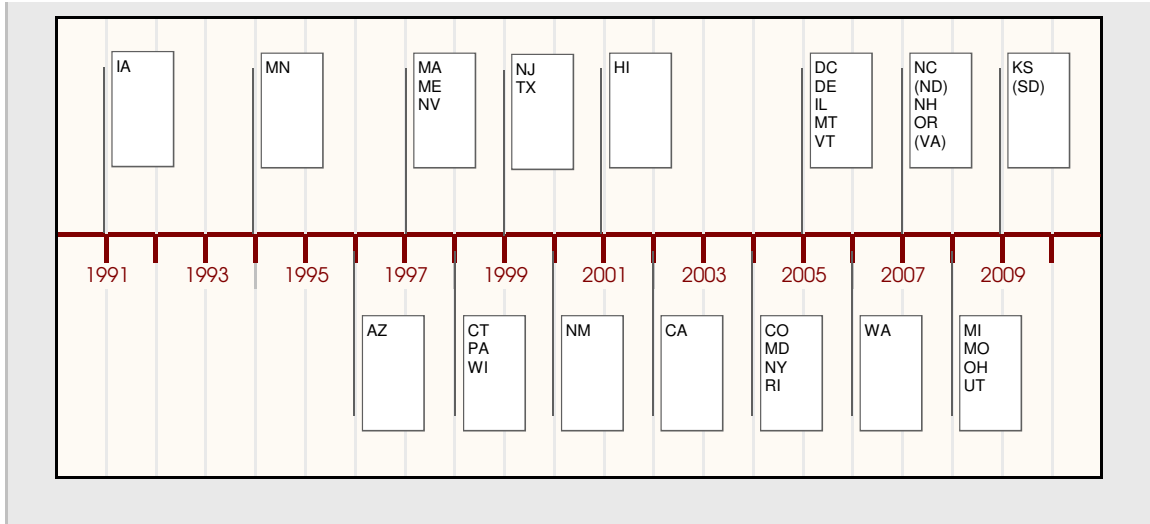 IA
MN
MA
ME
NV
NJ
TX
HI
DC
DE
IL
MT
VT
NC
(ND)
NH
OR
(VA)
KS
(SD)
1991 1993 1995 1997 1999 2001 2003 2005 2007 2009
AZ
CT
PA
WI
NM
CA
CO
MD
NY
RI
WA
MI
MO
OH
UT